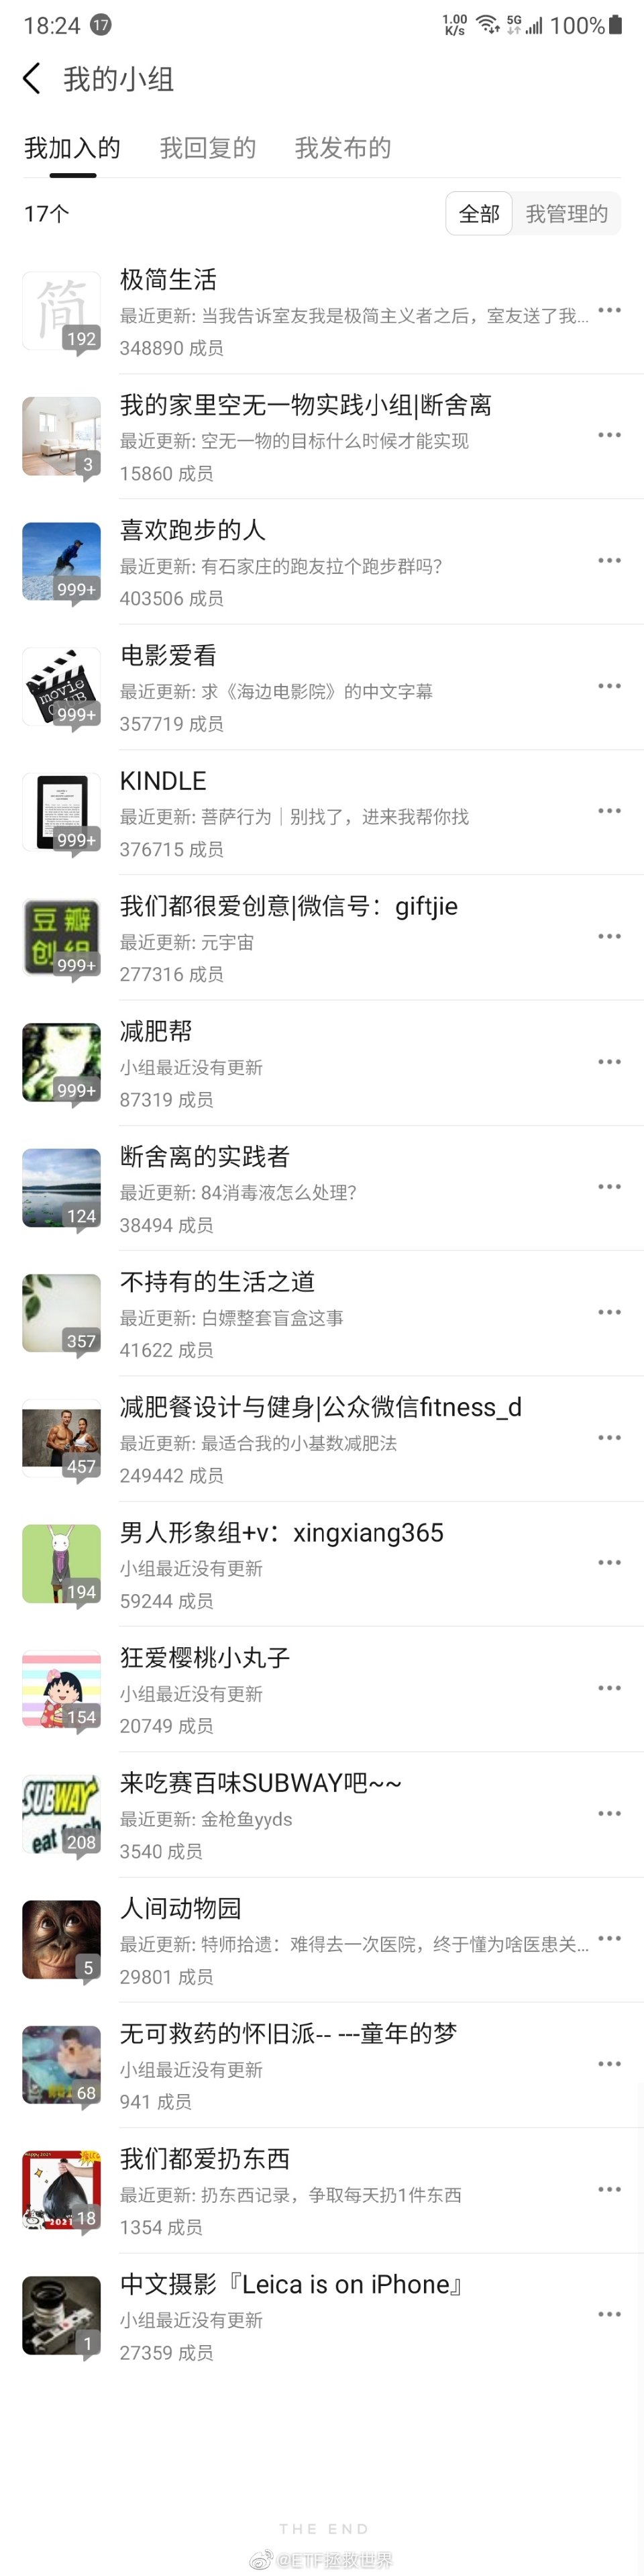 18:24 17 1.00 K/s 5G 100%
我的小组
我加入的 我回复的 我发布的
17个 全部 我管理的
简
192
极简生活
最近更新: 当我告诉室友我是极简主义者之后，室友送了我...
348890 成员
3
我的家里空无一物实践小组|断舍离
最近更新: 空无一物的目标什么时候才能实现
15860 成员
999+
喜欢跑步的人
最近更新: 有石家庄的跑友拉个跑步群吗？
403506 成员
movie
999+
电影爱看
最近更新: 求《海边电影院》的中文字幕
357719 成员
999+
KINDLE
最近更新: 菩萨行为｜别找了，进来我帮你找
376715 成员
豆瓣
创组
999+
我们都很爱创意|微信号：giftjie
最近更新: 元宇宙
277316 成员
999+
减肥帮
小组最近没有更新
87319 成员
124
断舍离的实践者
最近更新: 84消毒液怎么处理？
38494 成员
357
不持有的生活之道
最近更新: 白嫖整套盲盒这事
41622 成员
457
减肥餐设计与健身|公众微信fitness_d
最近更新: 最适合我的小基数减肥法
249442 成员
194
男人形象组+v：xingxiang365
小组最近没有更新
59244 成员
154
狂爱樱桃小丸子
小组最近没有更新
20749 成员
SUBWAY
eat fresh
208
来吃赛百味SUBWAY吧~~
最近更新: 金枪鱼yyds
3540 成员
5
人间动物园
最近更新: 特师拾遗：难得去一次医院，终于懂为啥医患关...
29801 成员
68
无可救药的怀旧派-- ---童年的梦
小组最近没有更新
941 成员
2021
18
我们都爱扔东西
最近更新: 扔东西记录，争取每天扔1件东西
1354 成员
1
中文摄影『Leica is on iPhone』
小组最近没有更新
27359 成员
THE END
@ETF拯救世界